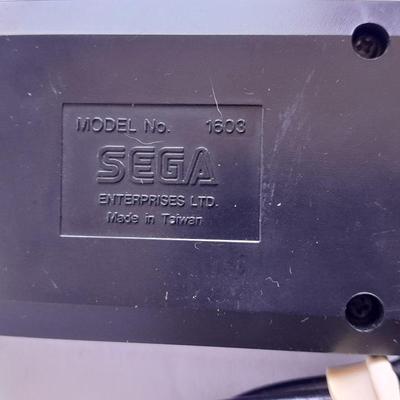 MODEL No. 1603
SEGA
ENTERPRISES LTD.
Made in Taiwan